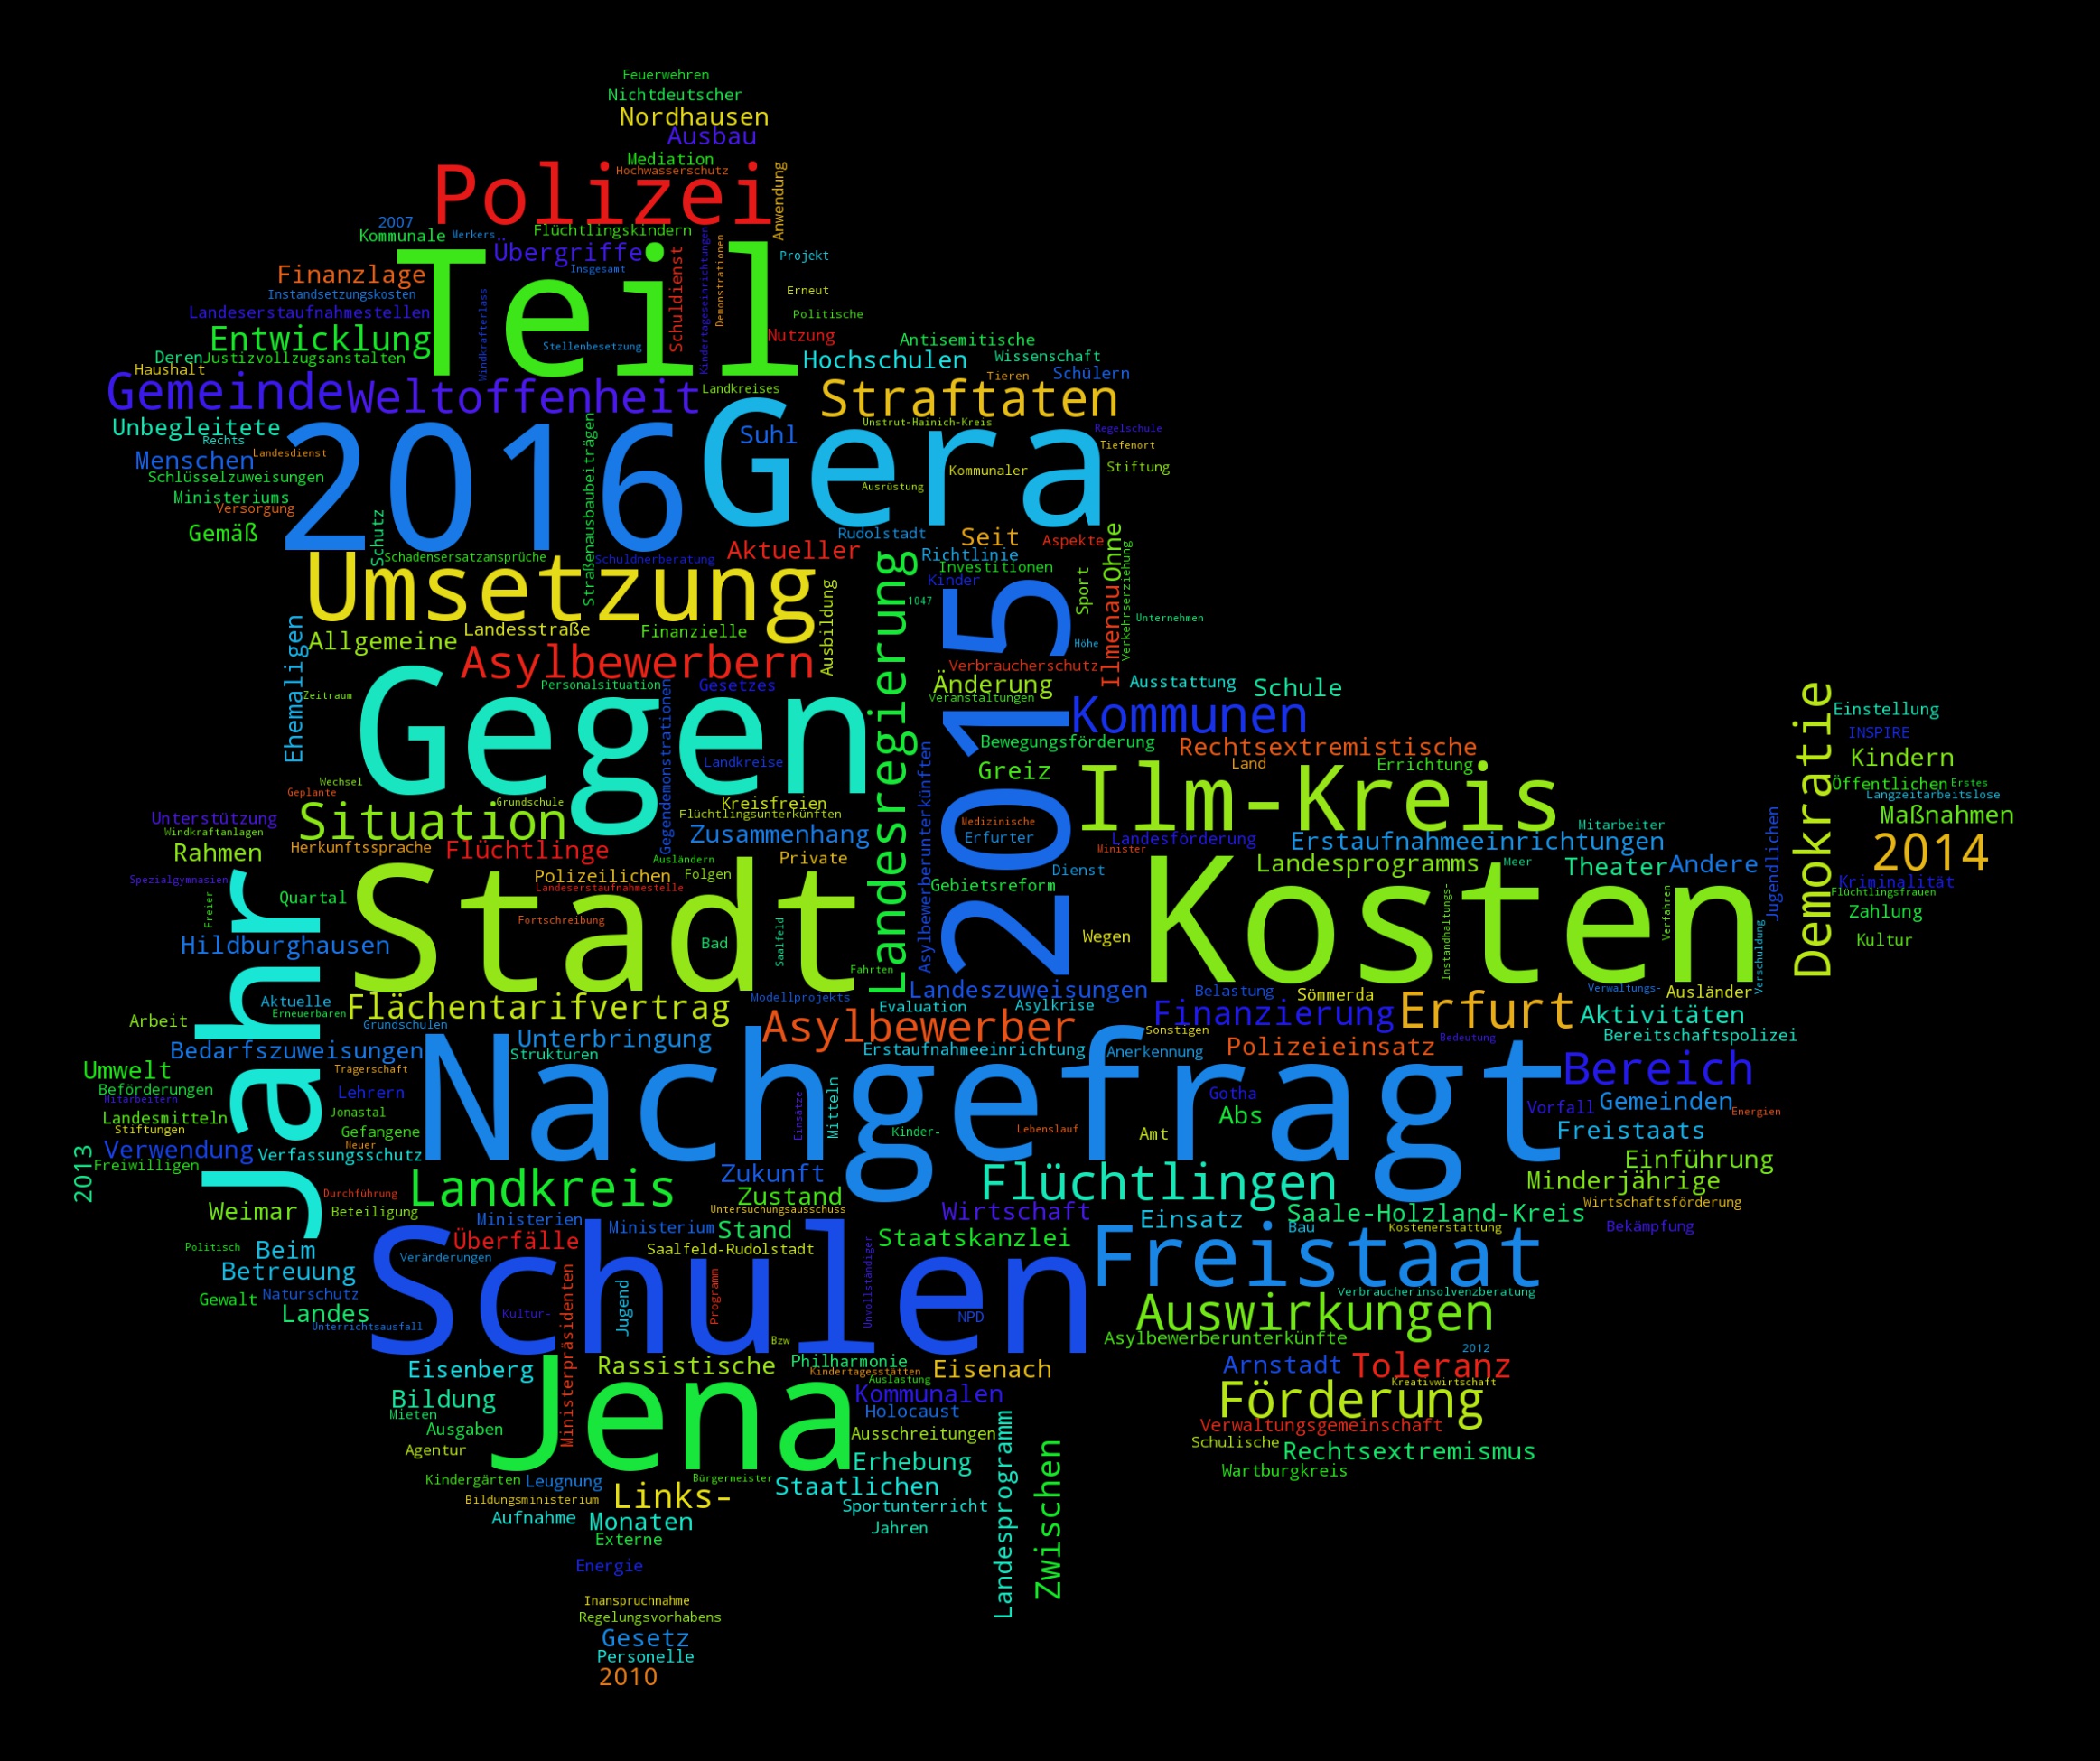 Feuerwehren
Nichtdeutscher
Nordhausen
Ausbau
Mediation
Hochwasserschutz
Polizei
Anwendung
2007
Kommunale
Merkers
Flüchtlingskindern
Übergriffe
Projekt
Finanzlage
Insgesamt
Teil
Instandsetzungskosten
Erneut
Landeserstaufnahmestellen
Politische
Windkrafterlass
Schuldienst
Kindertageseinrichtungen
Demonstrationen
Entwicklung
Nutzung
Stellenbesetzung
Antisemitische
Deren
Justizvollzugsanstalten
Hochschulen
Wissenschaft
Haushalt
Tieren
Schülern
Gemeinde
Weltoffenheit
Landkreises
Straftaten
Unbegleitete
Rechts
2016
Gera
Suhl
Unstrut-Hainich-Kreis
Regelschule
Tiefenort
Landesdienst
Menschen
Kommunaler
Stiftung
Schlüsselzuweisungen
Ausrüstung
Ministeriums
Versorgung
Straßenausbaubeiträgen
Gemäß
Schutz
Rudolstadt
Seit
Aspekte
Ohne
Schadensersatzansprüche
Schuldnerberatung
Aktueller
Richtlinie
Investitionen
Kinder
Umsetzung
Ausbildung
Landesregierung
1047
2015
Sport
Ilmenau
Verkehrserziehung
Unternehmen
Höhe
Ehemaligen
Allgemeine
Landesstraße
Finanzielle
Asylbewerbern
Verbraucherschutz
Personalsituation
Gesetzes
Änderung
Ausstattung
Schule
Zeitraum
Veranstaltungen
Gegen
Gegendemonstrationen
Kommunen
Demokratie
Einstellung
INSPIRE
Bewegungsförderung
Rechtsextremistische
Kindern
Landkreise
Land
Errichtung
Greiz
Wechsel
Geplante
Ilm-Kreis
Öffentlichen
Erstes
Langzeitarbeitslose
Grundschule
Kreisfreien
Flüchtlingsunterkünften
Asylbewerberunterkünften
Maßnahmen
Unterstützung
Situation
Medizinische
Mitarbeiter
Windkraftanlagen
Zusammenhang
Erfurter
Landesförderung
Erstaufnahmeeinrichtungen
Jugendlichen
Rahmen
Herkunftssprache
Flüchtlinge
Ausländern
Private
Minister
2014
Landesprogramms
Meer
Theater
Andere
Spezialgymnasien
Polizeilichen
Folgen
Dienst
Kriminalität
Landeserstaufnahmestelle
Gebietsreform
Flüchtlingsfrauen
Quartal
Freier
Stadt
Kosten
Instandhaltungs-
Verfahren
Zahlung
Fortschreibung
Hildburghausen
Bad
Saalfeld
Wegen
Verschuldung
Kultur
Fahrten
Jahr
Aktuelle
Flächentarifvertrag
Modellprojekts
Landeszuweisungen
Belastung
Sömmerda
Verwaltungs-
Ausländer
Erneuerbaren
Evaluation
Asylkrise
Finanzierung
Erfurt
Arbeit
Grundschulen
Asylbewerber
Aktivitäten
Sonstigen
Bereitschaftspolizei
Bedarfszuweisungen
Unterbringung
Bedeutung
Strukturen
Erstaufnahmeeinrichtung
Anerkennung
Polizeieinsatz
Umwelt
Trägerschaft
Bereich
Beförderungen
Lehrern
Nachgefragt
Gotha
Mitarbeitern
Einsätze
Mitteln
Vorfall
Gemeinden
Energien
Landesmitteln
Jonastal
Abs
Stiftungen
Gefangene
Kinder-
Lebenslauf
Amt
Freistaats
Verwendung
Neuer
Verfassungsschutz
2013
Freiwilligen
Einführung
Zukunft
Flüchtlingen
Minderjährige
Durchführung
Landkreis
Zustand
Wirtschaftsförderung
Weimar
Beteiligung
Untersuchungsausschuss
Wirtschaft
Einsatz
Saale-Holzland-Kreis
Ministerien
Ministerium
Stand
Bau
Kostenerstattung
Bekämpfung
Politisch
Beim
Überfälle
Saalfeld-Rudolstadt
Staatskanzlei
Veränderungen
Freistaat
Betreuung
Schulen
Naturschutz
Verbraucherinsolvenzberatung
Gewalt
Landes
Kultur-
Ministerpräsidenten
Jugend
Programm
Unvollständiger
NPD
Auswirkungen
Unterrichtsausfall
Bzw
Asylbewerberunterkünfte
2012
Eisenberg
Rassistische
Philharmonie
Kindertagesstätten
Eisenach
Arnstadt
Toleranz
Auslastung
Kreativwirtschaft
Bildung
Jena
Kommunalen
Förderung
Mieten
Holocaust
Ausgaben
Ausschreitungen
Verwaltungsgemeinschaft
Agentur
Schulische
Rechtsextremismus
Erhebung
Landesprogramm
Zwischen
Wartburgkreis
Kindergärten
Leugnung
Bürgermeister
Staatlichen
Bildungsministerium
Links-
Sportunterricht
Aufnahme
Monaten
Jahren
Externe
Energie
Inanspruchnahme
Regelungsvorhabens
Gesetz
Personelle
2010